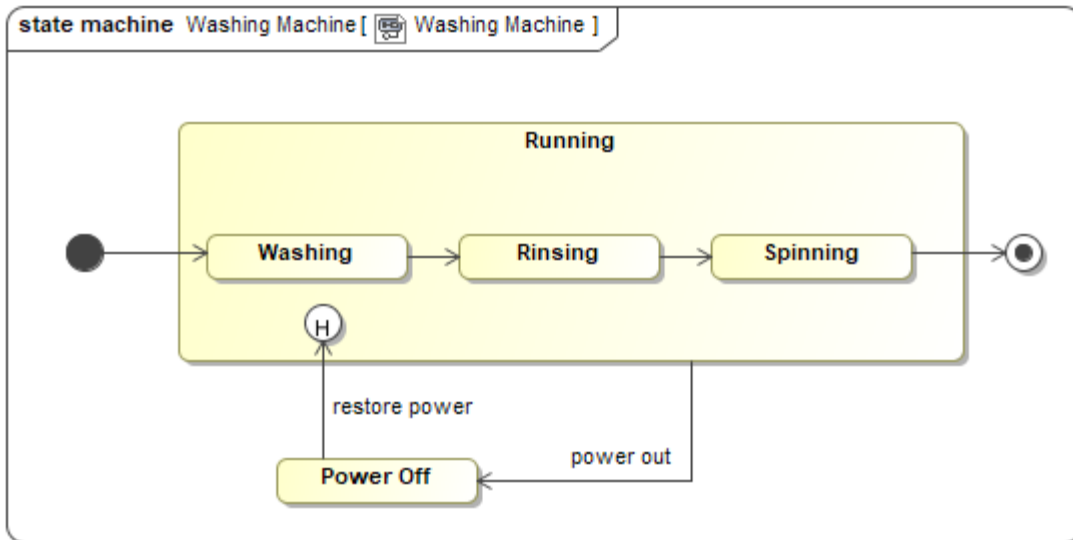 state machine Washing Machine [ Washing Machine ]
Running
Washing
Rinsing
Spinning
H
restore power
power out
Power Off